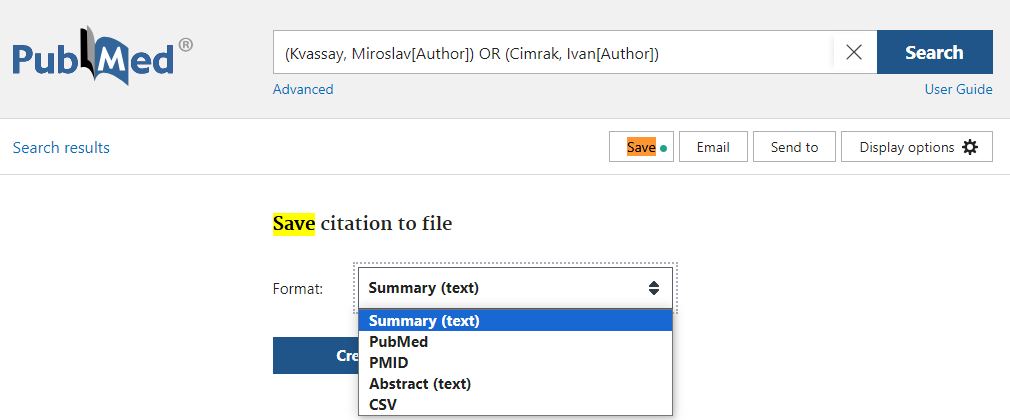 PubMed®
(Kvassay, Miroslav[Author]) OR (Cimrak, Ivan[Author])
Search
Advanced
User Guide
Search results
Save
Email
Send to
Display options
Save citation to file
Format:
Summary (text)
Summary (text)
PubMed
PMID
Abstract (text)
CSV
Cre